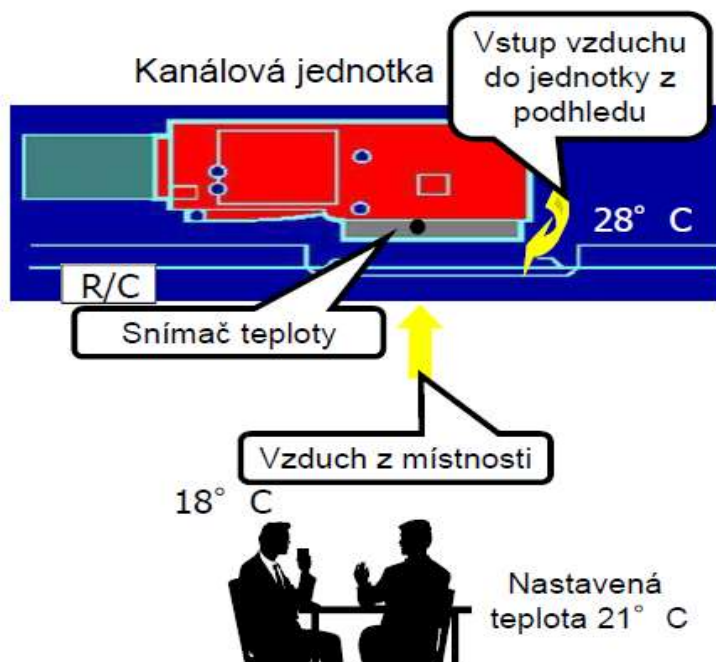 Kanálová jednotka
Vstup vzduchu
do jednotky z
podhledu
28° C
R/C
Snímač teploty
Vzduch z místnosti
18° C
Nastavená
teplota 21° C